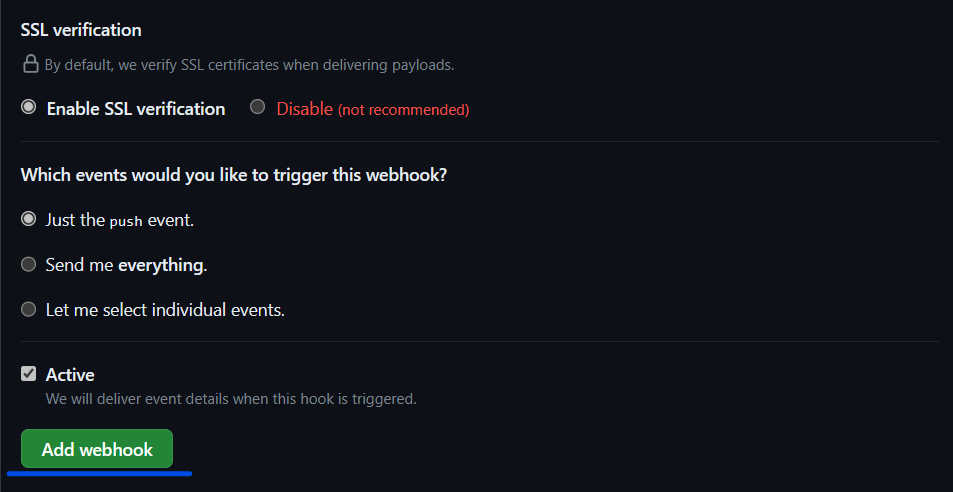 SSL verification
By default, we verify SSL certificates when delivering payloads.
Enable SSL verification Disable (not recommended)
Which events would you like to trigger this webhook?
Just the push event.
Send me everything.
Let me select individual events.
Active
We will deliver event details when this hook is triggered.
Add webhook